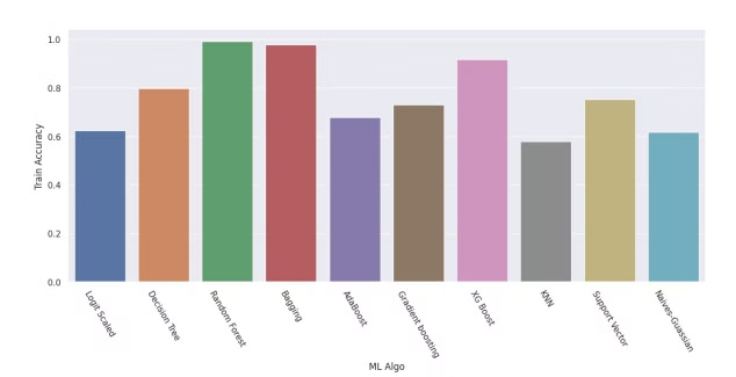 1.0
0.8
0.6
0.4
0.2
0.0
Train Accuracy
Logit Scaled
Decision Tree
Random Forest
Bagging
AdaBoost
Gradient boosting
XG Boost
KNN
Support Vector
Naives-Guassian
ML Algo